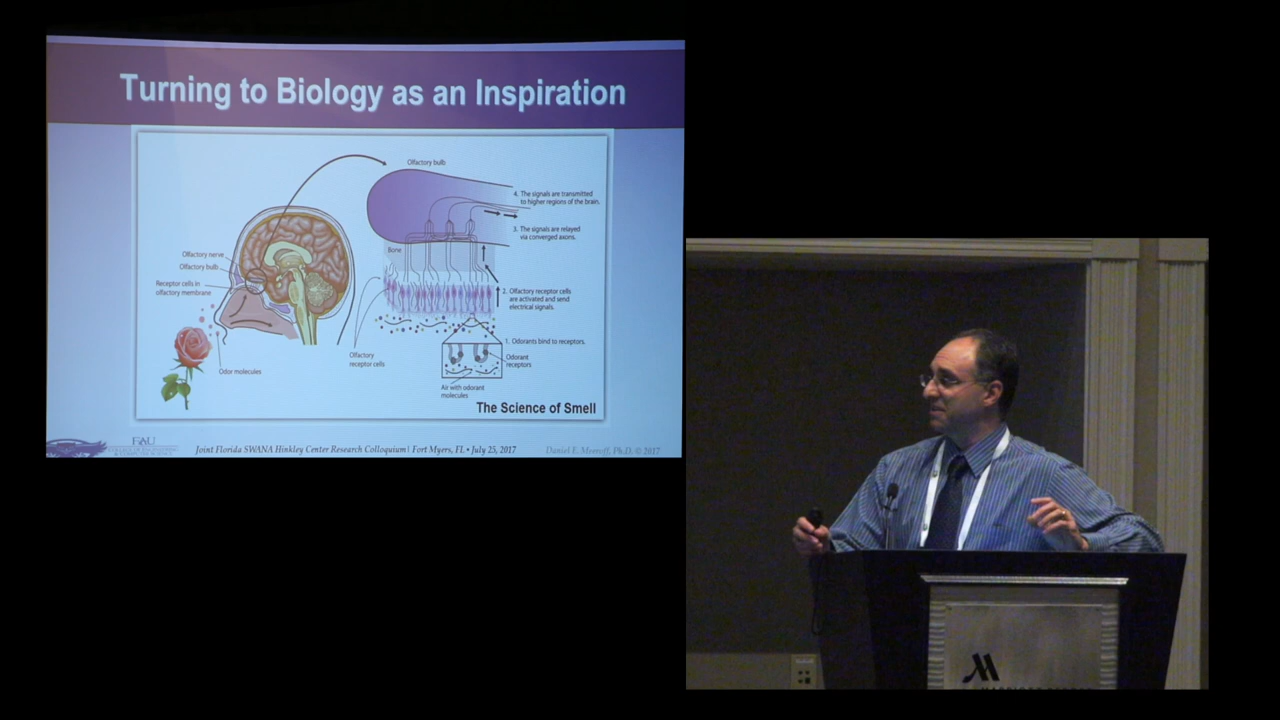 Turning to Biology as an Inspiration
Olfactory bulb
4. The signals are transmitted
to higher regions of the brain.
3. The signals are relayed
via converged axons.
Bone
Olfactory nerve
Olfactory bulb
Receptor cells in
olfactory membrane
2. Olfactory receptor cells
are activated and send
electrical signals.
1. Odorants bind to receptors.
Olfactory
receptor cells
Odorant
receptors
Odor molecules
Air with odorant
molecules
The Science of Smell
FAU
Joint Florida SWANA Hinkley Center Research Colloquium | Fort Myers, FL • July 25, 2017
Daniel E. Meeroff, Ph.D. © 2017